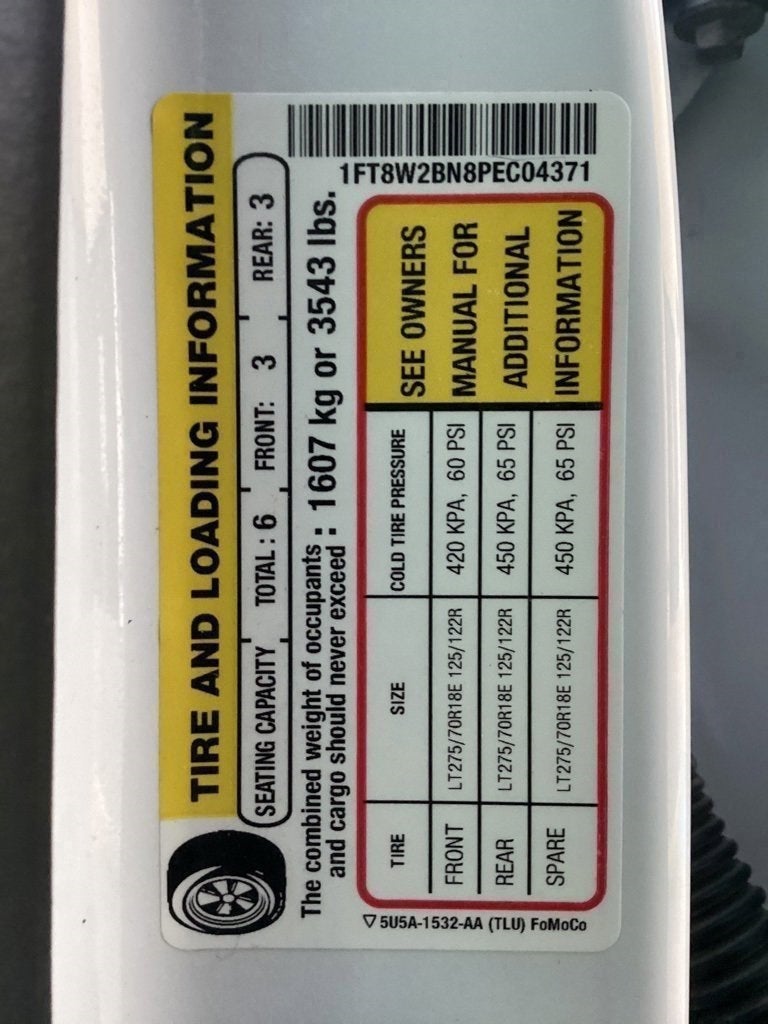 1FT8W2BN8PEC04371
TIRE AND LOADING INFORMATION
SEATING CAPACITY TOTAL : 6 FRONT: 3 REAR: 3
The combined weight of occupants
and cargo should never exceed : 1607 kg or 3543 lbs.
TIRE SIZE COLD TIRE PRESSURE
FRONT LT275/70R18E 125/122R 420 KPA, 60 PSI
REAR LT275/70R18E 125/122R 450 KPA, 65 PSI
SPARE LT275/70R18E 125/122R 450 KPA, 65 PSI
SEE OWNERS
MANUAL FOR
ADDITIONAL
INFORMATION
▽ 5U5A-1532-AA (TLU) FoMoCo